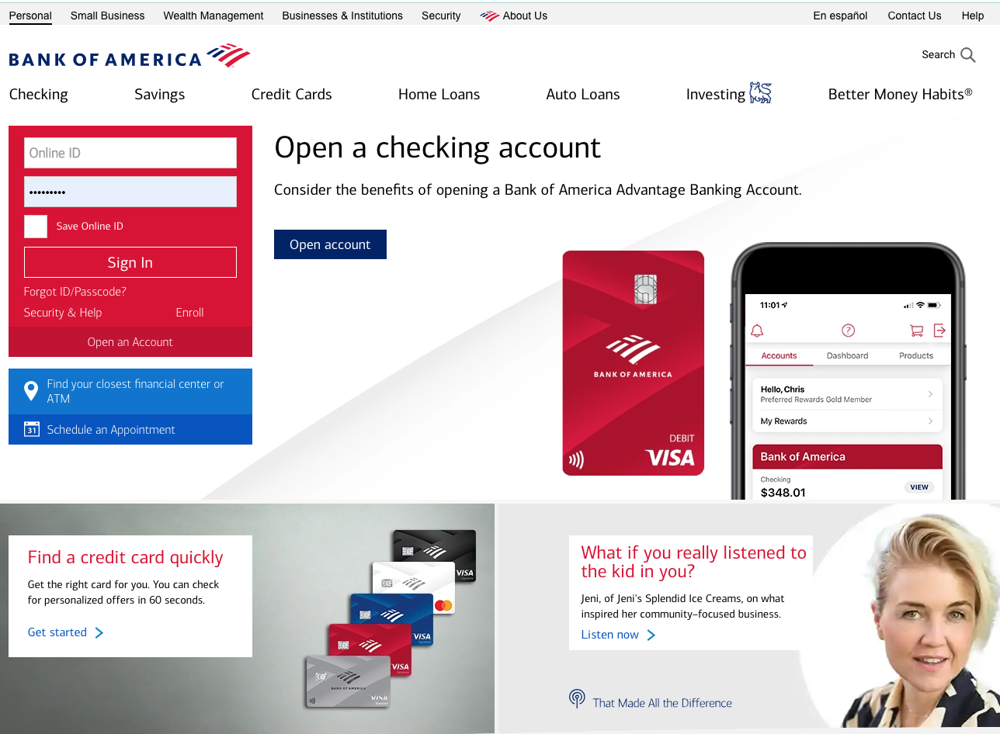 Personal
Small Business
Wealth Management
Businesses & Institutions
Security
About Us
En español
Contact Us
Help
BANK OF AMERICA
Search
Checking
Savings
Credit Cards
Home Loans
Auto Loans
Investing
Better Money Habits®
Online ID
•••••••••
Save Online ID
Sign In
Forgot ID/Passcode?
Security & Help
Enroll
Open an Account
Find your closest financial center or
ATM
31
Schedule an Appointment
Open a checking account
Consider the benefits of opening a Bank of America Advantage Banking Account.
Open account
BANK OF AMERICA
DEBIT
VISA
11:01
?
Accounts
Dashboard
Products
Hello, Chris
Preferred Rewards Gold Member
My Rewards
Bank of America
Checking
$348.01
VIEW
Find a credit card quickly
Get the right card for you. You can check
for personalized offers in 60 seconds.
Get started
VISA
Signature
VISA
Signature
VISA
Signature
BANK OF AMERICA
VISA
Signature
What if you really listened to
the kid in you?
Jeni, of Jeni's Splendid Ice Creams, on what
inspired her community–focused business.
Listen now
That Made All the Difference